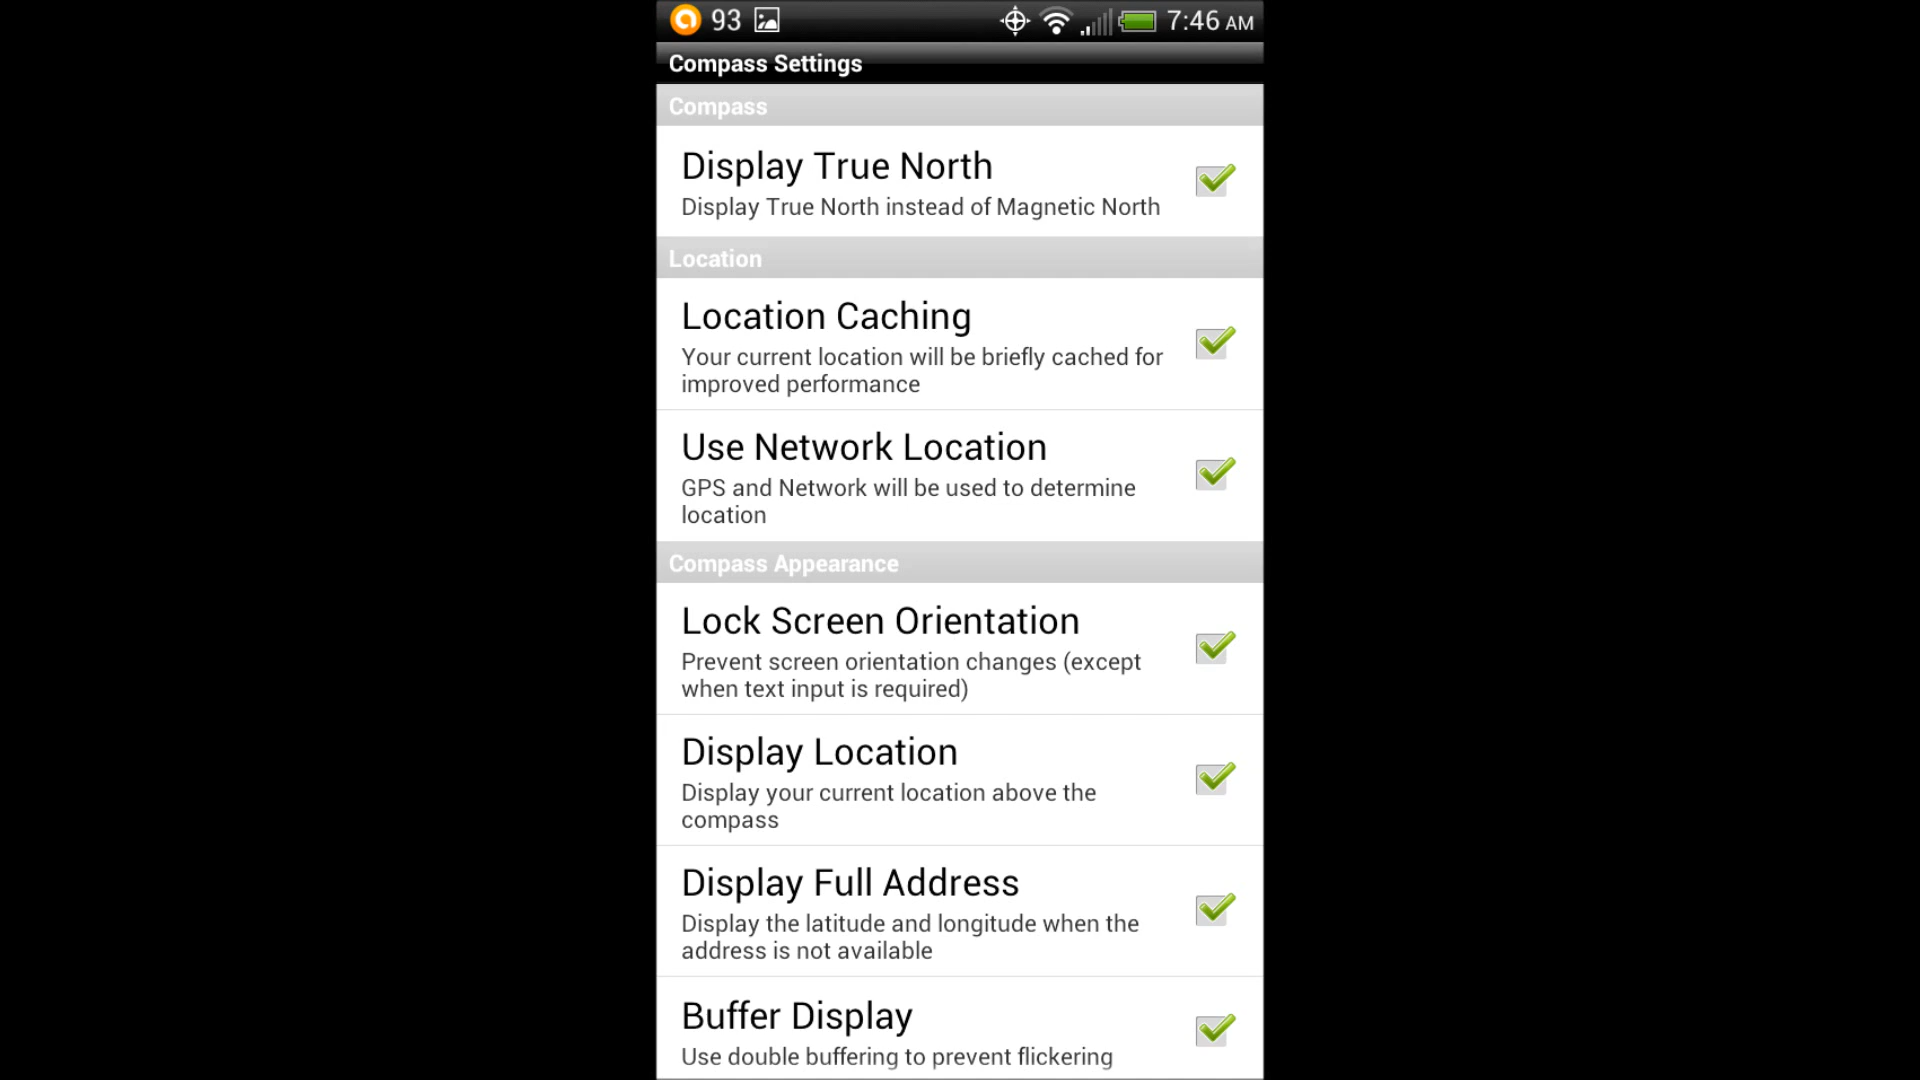 93
7:46 AM
Compass Settings
Compass
Display True North
Display True North instead of Magnetic North
Location
Location Caching
Your current location will be briefly cached for
improved performance
Use Network Location
GPS and Network will be used to determine
location
Compass Appearance
Lock Screen Orientation
Prevent screen orientation changes (except
when text input is required)
Display Location
Display your current location above the
compass
Display Full Address
Display the latitude and longitude when the
address is not available
Buffer Display
Use double buffering to prevent flickering